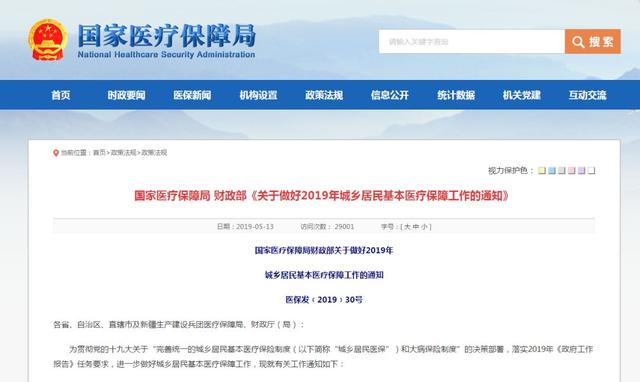 国家医疗保障局
National Healthcare Security Administration
请输入关键字查询
搜索
首页 时政要闻 医保新闻 机构设置 政策法规 信息公开 统计数据 机关党建 互动交流
当前位置：首页>政策法规>政策法规
视力保护色：
国家医疗保障局 财政部《关于做好2019年城乡居民基本医疗保障工作的通知》
日期：2019-05-13 访问次数：29001 字号：[ 大 中 小 ]
国家医疗保障局财政部关于做好2019年
城乡居民基本医疗保障工作的通知
医保发〔2019〕30号
各省、自治区、直辖市及新疆生产建设兵团医疗保障局、财政厅（局）：
为贯彻党的十九大关于“完善统一的城乡居民基本医疗保险制度（以下简称“城乡居民医保”）和大病保险制度”的决策部署，落实2019年《政府工作
报告》任务要求，进一步做好城乡居民基本医疗保障工作，现就有关工作通知如下：